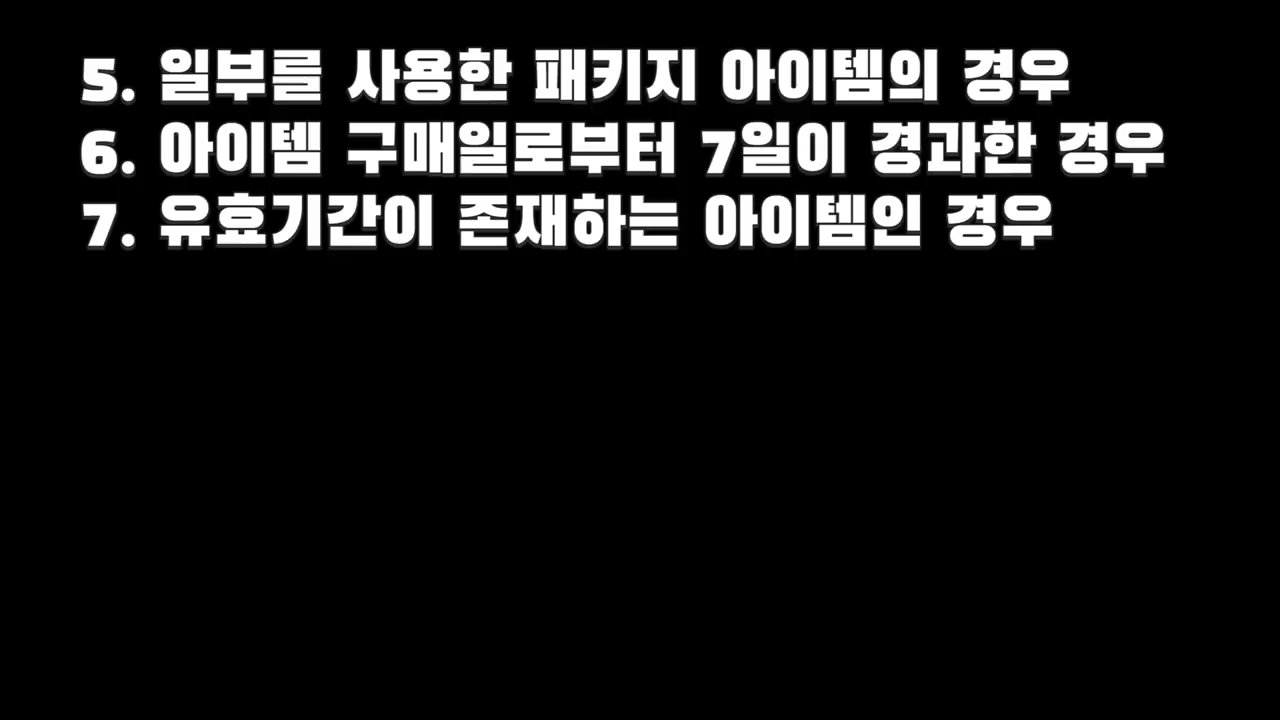 5. 일부를 사용한 패키지 아이템의 경우
6. 아이템 구매일로부터 7일이 경과한 경우
7. 유효기간이 존재하는 아이템인 경우